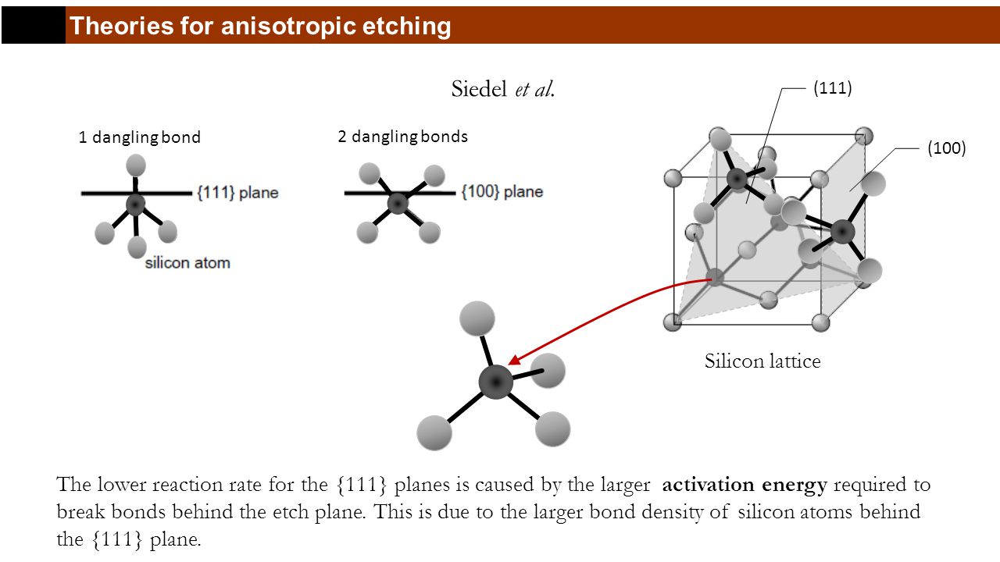 Theories for anisotropic etching
Siedel et al.
(111)
1 dangling bond
2 dangling bonds
(100)
{111} plane
{100} plane
silicon atom
Silicon lattice
The lower reaction rate for the {111} planes is caused by the larger activation energy required to
break bonds behind the etch plane. This is due to the larger bond density of silicon atoms behind
the {111} plane.